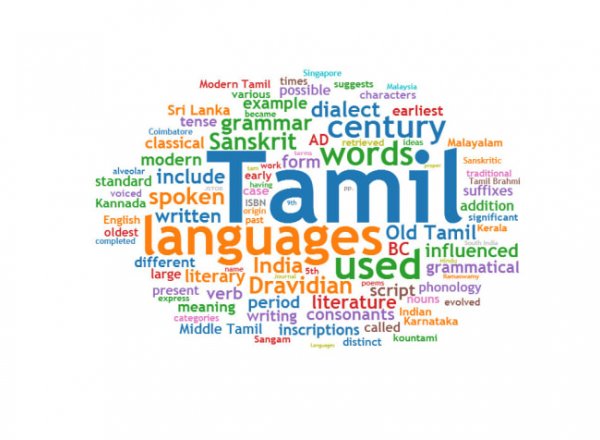 Singapore
Modern Tamil times suggests Malaysia
various possible characters
Sri Lanka example dialect earliest
tense grammar century
Coimbatore became AD retrieved Ideas Malayalam
classical Sanskrit words
modern form Sanskritic
alveolar work traditional
standard include early Tamil Brahmi
voiced having case suffixes
Kannada spoken Tamil addition
ISBN 9th PP. proper
English written origin Old Tamil significant
oldest languages past Kerala
completed BC South India
different India used influenced
large literary name 5th Hindu grammatical
Journal Ramaswamy
present verb Dravidian poems script phonology
express period literature nouns evolved
meaning writing consonants Indian
categories called Karnataka
Middle Tamil inscriptions
Sangam Languages distinct kountami